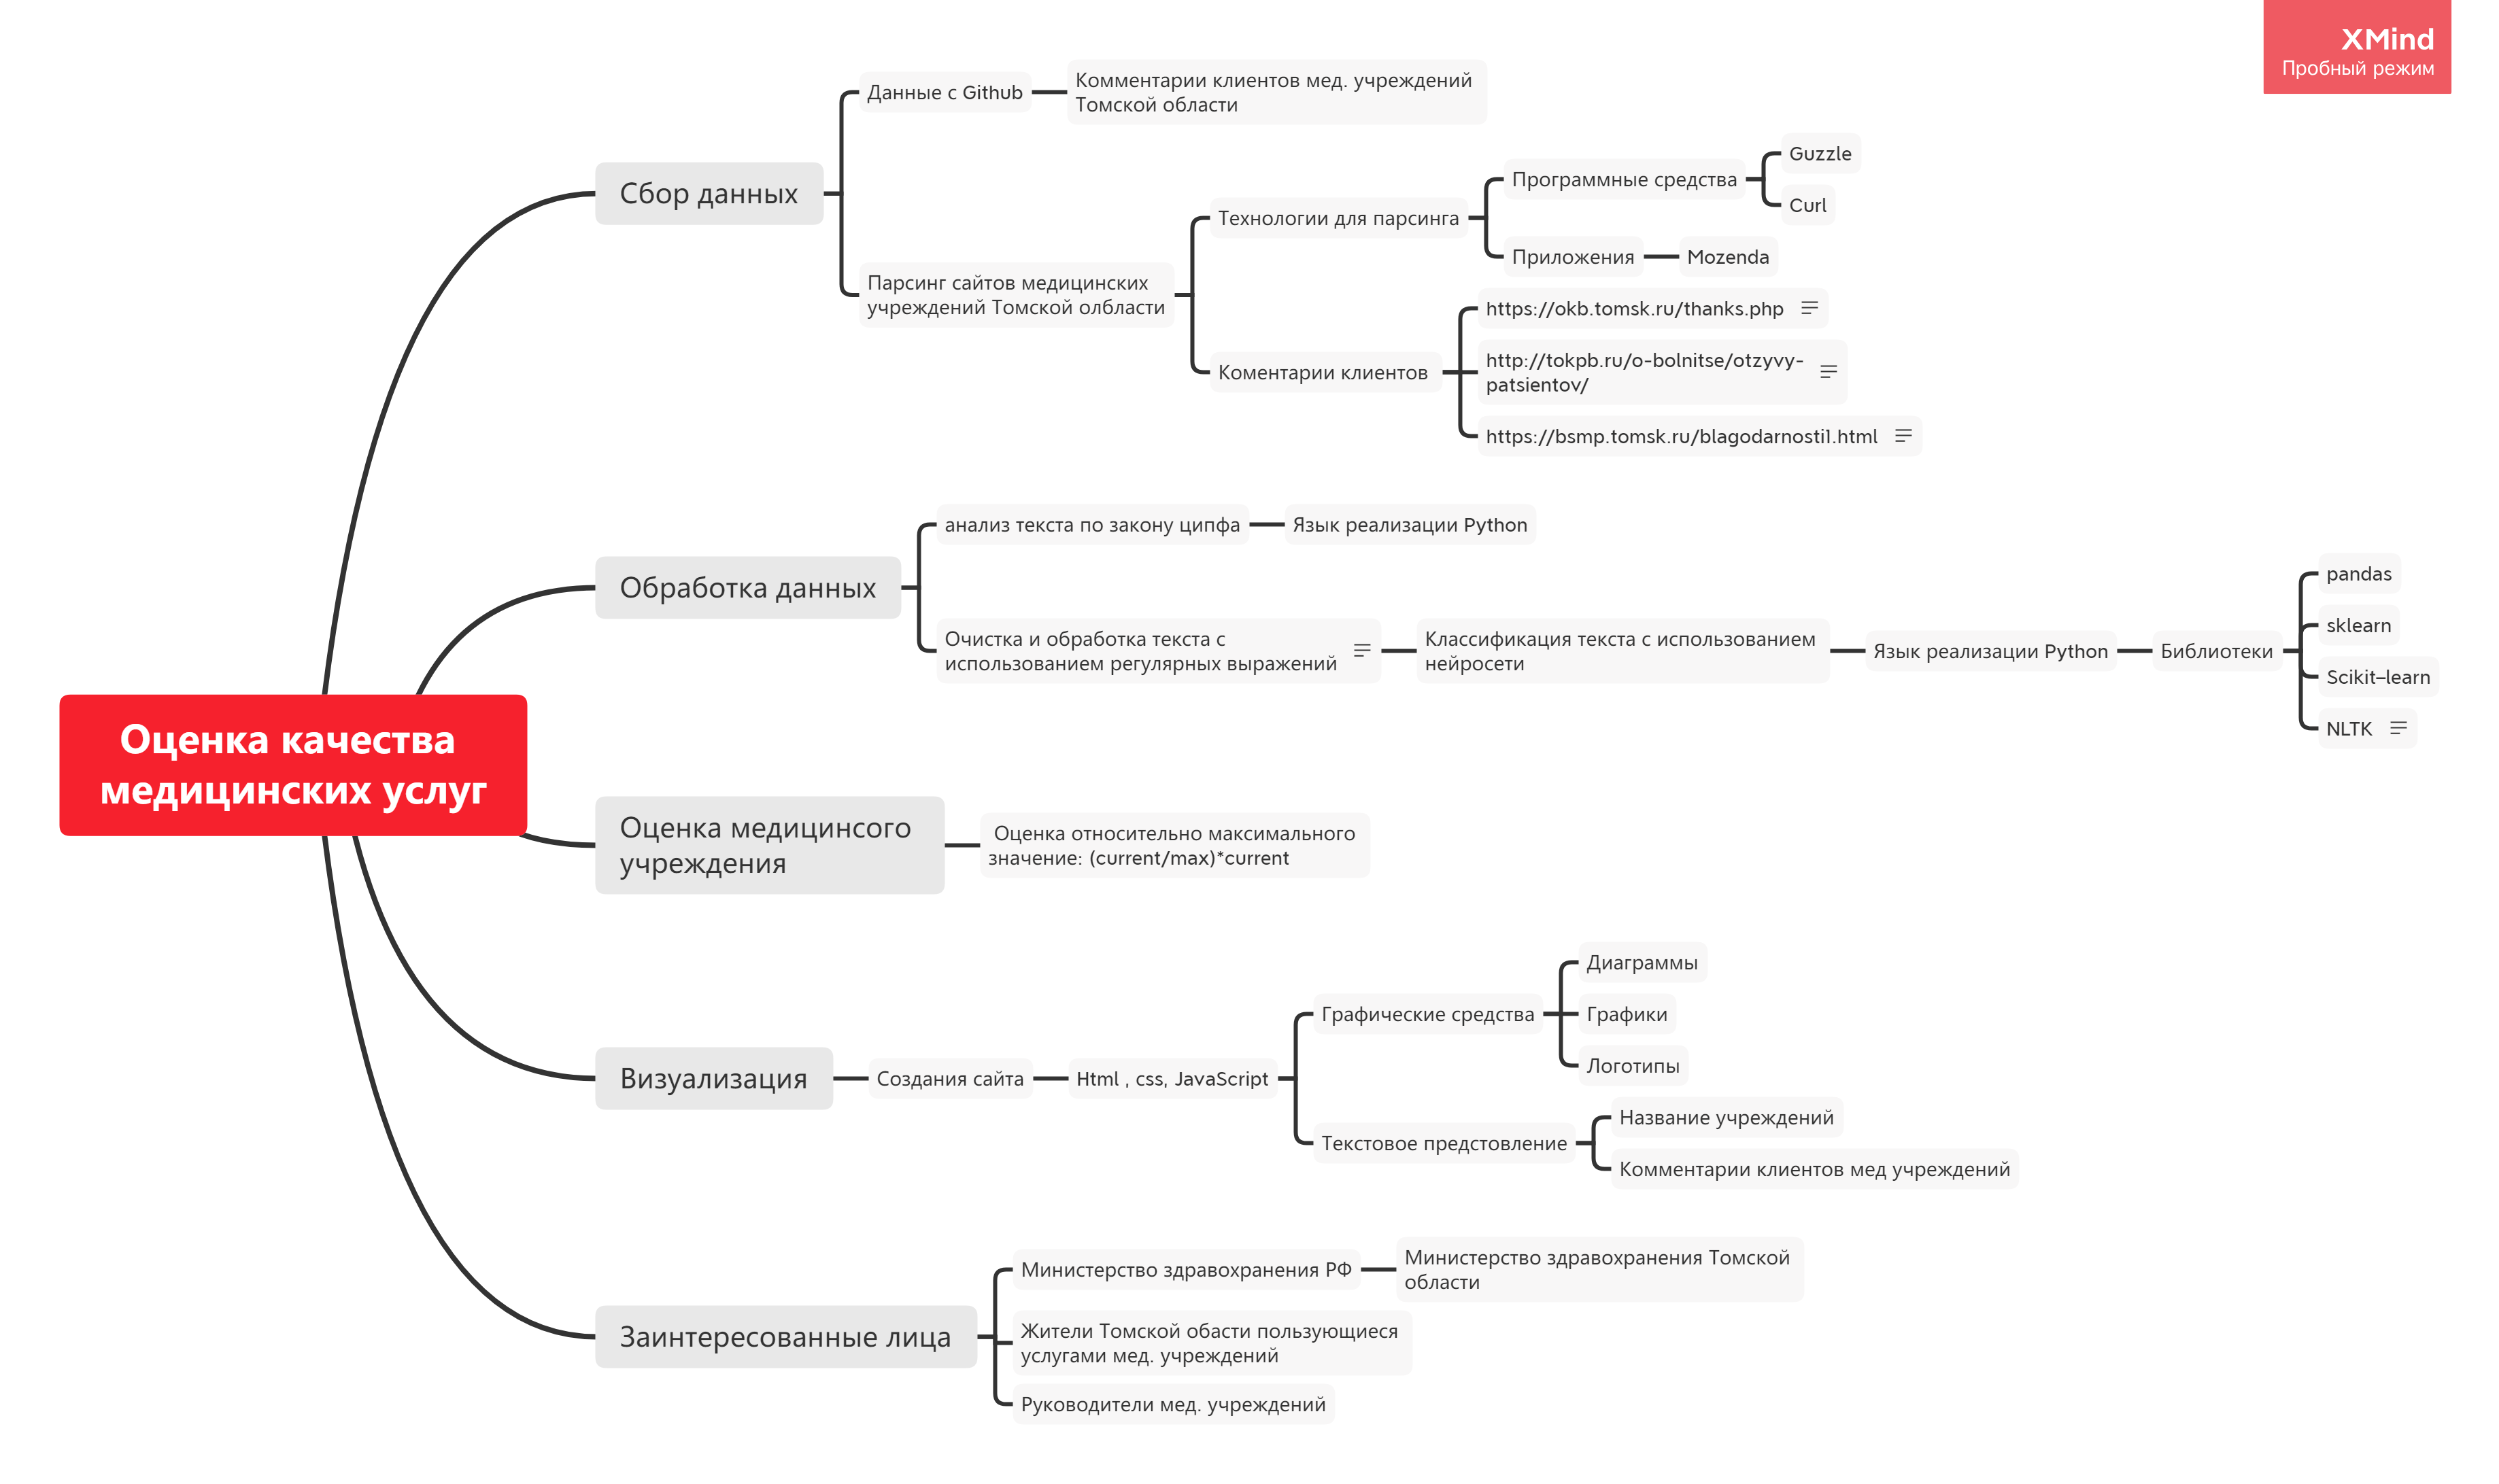 XMind
Пробный режим
Данные с Github
Комментарии клиентов мед. учреждений
Томской области
Guzzle
Программные средства
Сбор данных
Curl
Технологии для парсинга
Приложения
Mozenda
Парсинг сайтов медицинских
учреждений Томской олбласти
https://okb.tomsk.ru/thanks.php
http://tokpb.ru/o-bolnitse/otzyvy-
patsientov/
Коментарии клиентов
https://bsmp.tomsk.ru/blagodarnosti1.html
анализ текста по закону ципфа
Язык реализации Python
Обработка данных
pandas
sklearn
Очистка и обработка текста с
использованием регулярных выражений
Классификация текста с использованием
нейросети
Язык реализации Python
Библиотеки
Scikit–learn
NLTK
Оценка качества
медицинских услуг
Оценка медицинсого
учреждения
Оценка относительно максимального
значение: (current/max)*current
Диаграммы
Графические средства
Графики
Логотипы
Визуализация
Создания сайта
Html , css, JavaScript
Название учреждений
Текстовое предстовление
Комментарии клиентов мед учреждений
Министерство здравохранения РФ
Министерство здравохранения Томской
области
Заинтересованные лица
Жители Томской обасти пользующиеся
услугами мед. учреждений
Руководители мед. учреждений